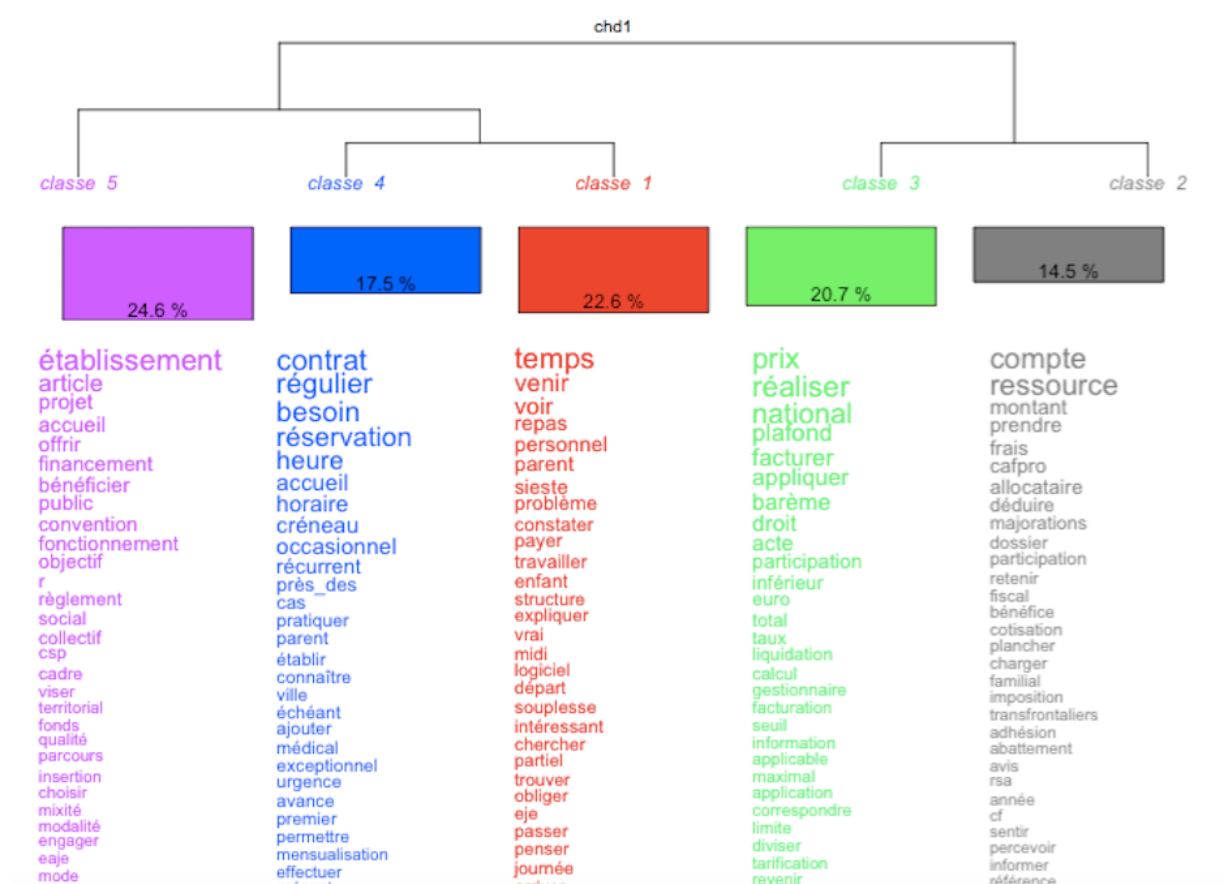 chd1
classe 5
classe 4
classe 1
classe 3
classe 2
24.6 %
17.5 %
22.6 %
20.7 %
14.5 %
établissement
article
projet
accueil
offrir
financement
bénéficier
public
convention
fonctionnement
objectif
r
règlement
social
collectif
csp
cadre
viser
territorial
fonds
qualité
parcours
insertion
choisir
mixité
modalité
engager
eaje
mode
contrat
régulier
besoin
réservation
heure
accueil
horaire
créneau
occasionnel
récurrent
près_des
cas
pratiquer
parent
établir
connaître
ville
échéant
ajouter
médical
exceptionnel
urgence
avance
premier
permettre
mensualisation
effectuer
temps
venir
voir
repas
personnel
parent
sieste
problème
constater
payer
travailler
enfant
structure
expliquer
vrai
midi
logiciel
départ
souplesse
intéressant
chercher
partiel
trouver
obliger
eje
passer
penser
journée
prix
réaliser
national
plafond
facturer
appliquer
barème
droit
acte
participation
inférieur
euro
total
taux
liquidation
calcul
gestionnaire
facturation
seuil
information
applicable
maximal
application
correspondre
limite
diviser
tarification
revenir
compte
ressource
montant
prendre
frais
cafpro
allocataire
déduire
majorations
dossier
participation
retenir
fiscal
bénéfice
cotisation
plancher
charger
familial
imposition
transfrontaliers
adhésion
abattement
avis
rsa
année
cf
sentir
percevoir
informer
référence